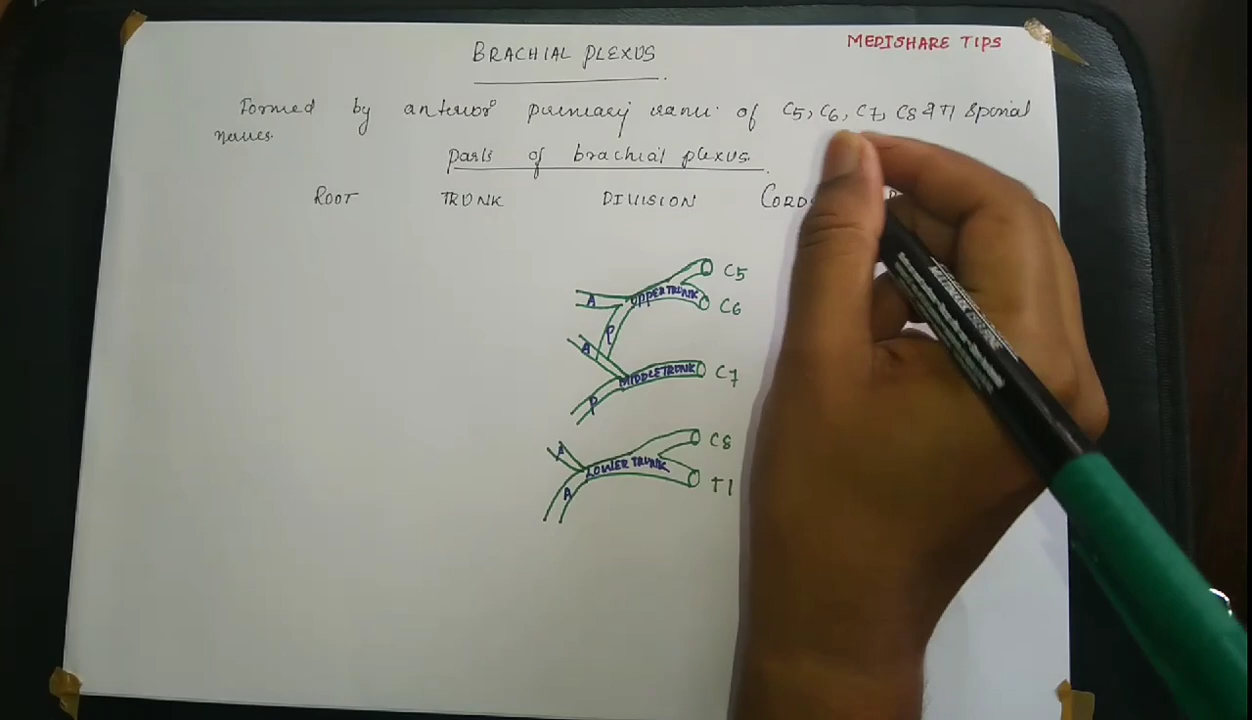 BRACHIAL PLEXUS
MEDISHARE TIPS
Formed by anterior primary rami of C5, C6, C7, C8 & T1 Spinal
nerves.
Parts of brachial plexus.
ROOT TRUNK DIVISION CORD
C5
A UPPER TRUNK
C6
P
A
MIDDLE TRUNK C7
P
C8
A LOWER TRUNK
A
T1